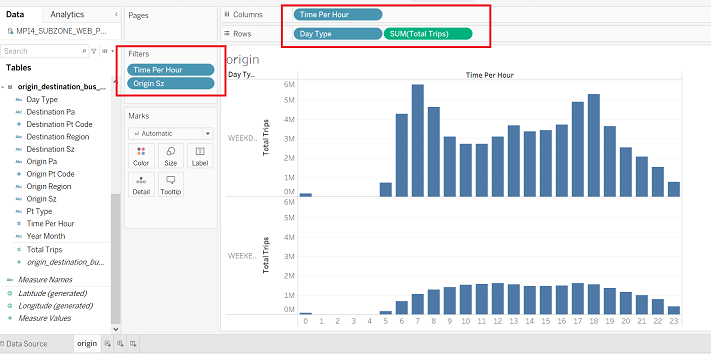 Data
Analytics
MP14_SUBZONE_WEB_P...
Search
Tables
origin_destination_bus_...
Day Type
Destination Pa
Destination Pt Code
Destination Region
Destination Sz
Origin Pa
Origin Pt Code
Origin Region
Origin Sz
Pt Type
Time Per Hour
Year Month
Total Trips
origin_destination_bu...
Measure Names
Latitude (generated)
Longitude (generated)
Measure Values
Pages
Filters
Time Per Hour
Origin Sz
Marks
Automatic
Color
Size
Label
Detail
Tooltip
Columns
Time Per Hour
Rows
Day Type
SUM(Total Trips)
origin
Day Ty...
Time Per Hour
WEEKD...
Total Trips
6M
5M
4M
3M
2M
1M
0M
WEEKE...
Total Trips
6M
5M
4M
3M
2M
1M
0M
0 1 2 3 4 5 6 7 8 9 10 11 12 13 14 15 16 17 18 19 20 21 22 23
Data Source
origin